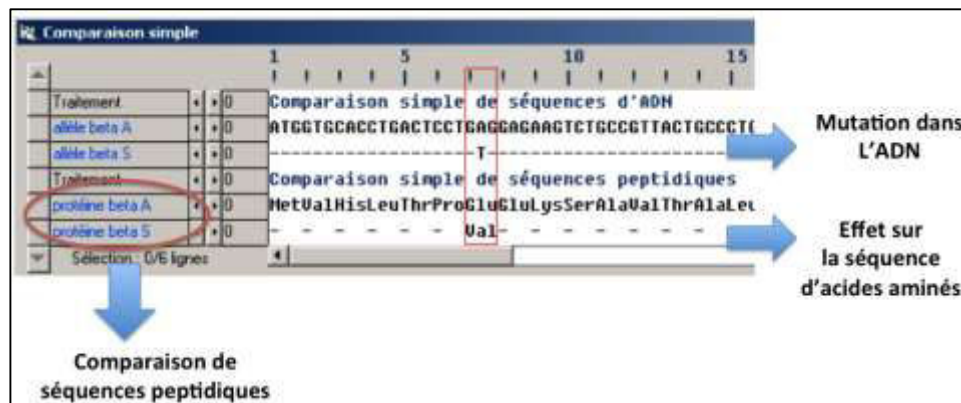 Comparaison simple
1 5 10 15
Traitement 0 Comparaison simple de séquences d'ADN
allèle beta A 0 ATGGTGCACCTGACTCCTGAGGAGAAGTCTGCCGTTACTGCCCTG
allèle beta S 0 --------------------T------------------------
Traitement 0 Comparaison simple de séquences peptidiques
protéine beta A 0 MetValHisLeuThrProGluGluLysSerAlaValThrAlaLeu
protéine beta S 0 - - - - - - Val- - - - - - - -
Sélection : 0/6 lignes
Mutation dans
L'ADN
Effet sur
la séquence
d'acides aminés
Comparaison de
séquences peptidiques